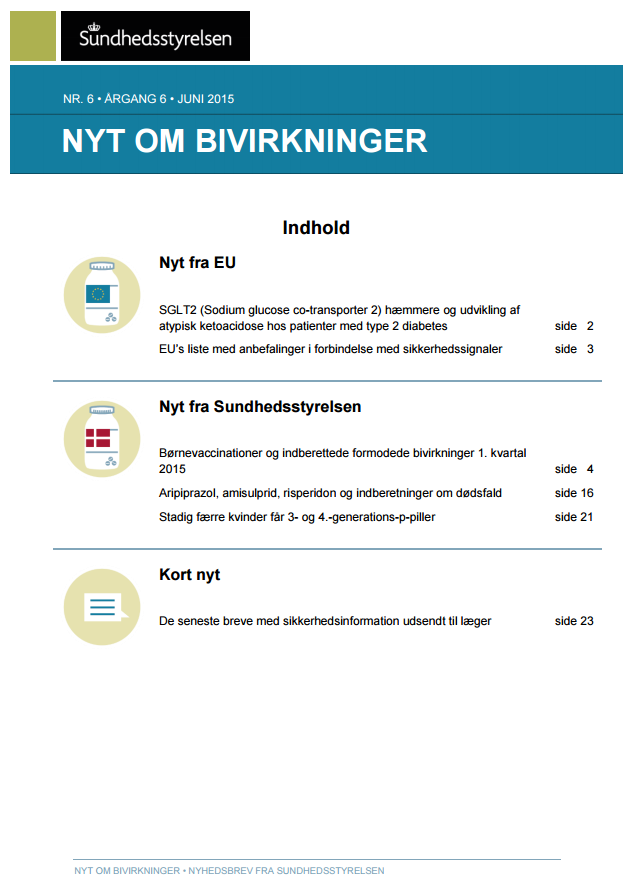 Sundhedsstyrelsen
NR. 6 • ÅRGANG 6 • JUNI 2015
NYT OM BIVIRKNINGER
Indhold
Nyt fra EU
SGLT2 (Sodium glucose co-transporter 2) hæmmere og udvikling af
atypisk ketoacidose hos patienter med type 2 diabetes side 2
EU's liste med anbefalinger i forbindelse med sikkerhedssignaler side 3
Nyt fra Sundhedsstyrelsen
Børnevaccinationer og indberettede formodede bivirkninger 1. kvartal
2015 side 4
Aripiprazol, amisulprid, risperidon og indberetninger om dødsfald side 16
Stadig færre kvinder får 3- og 4.-generations-p-piller side 21
Kort nyt
De seneste breve med sikkerhedsinformation udsendt til læger side 23
NYT OM BIVIRKNINGER • NYHEDSBREV FRA SUNDHEDSSTYRELSEN